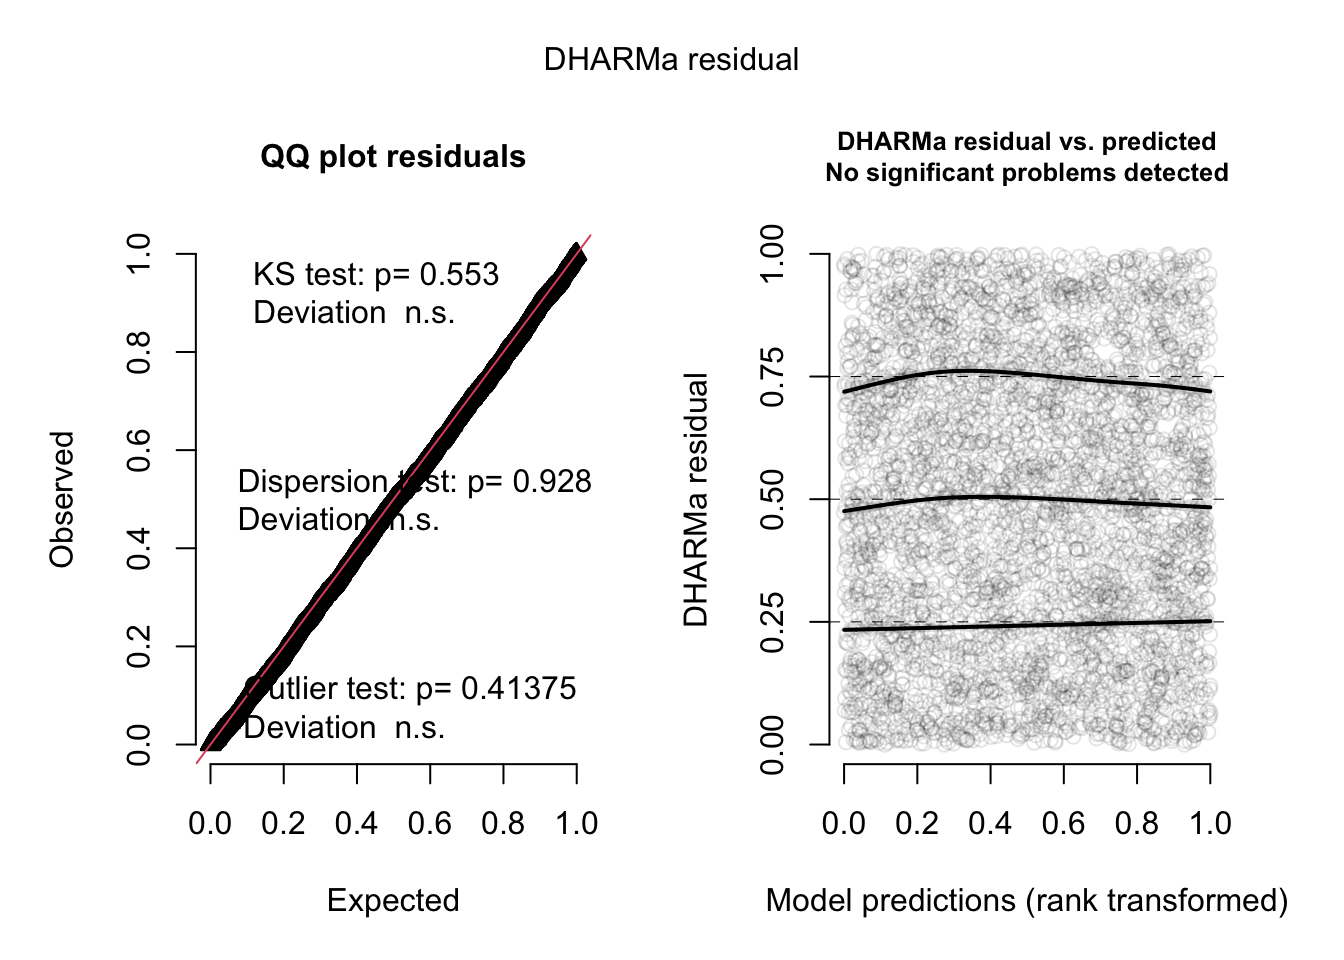 DHARMa residual
QQ plot residuals
KS test: p= 0.553
Deviation  n.s.
Dispersion test: p= 0.928
Deviation  n.s.
Outlier test: p= 0.41375
Deviation  n.s.
Observed
0.0 0.2 0.4 0.6 0.8 1.0
0.0 0.2 0.4 0.6 0.8 1.0
Expected
DHARMa residual vs. predicted
No significant problems detected
DHARMa residual
0.00 0.25 0.50 0.75 1.00
0.0 0.2 0.4 0.6 0.8 1.0
Model predictions (rank transformed)